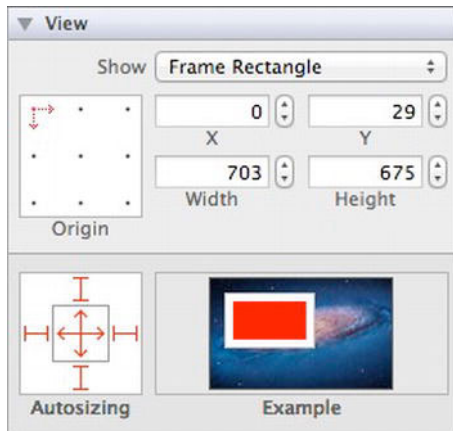 View
Show Frame Rectangle
0 29
X Y
703 675
Width Height
Origin
Autosizing Example